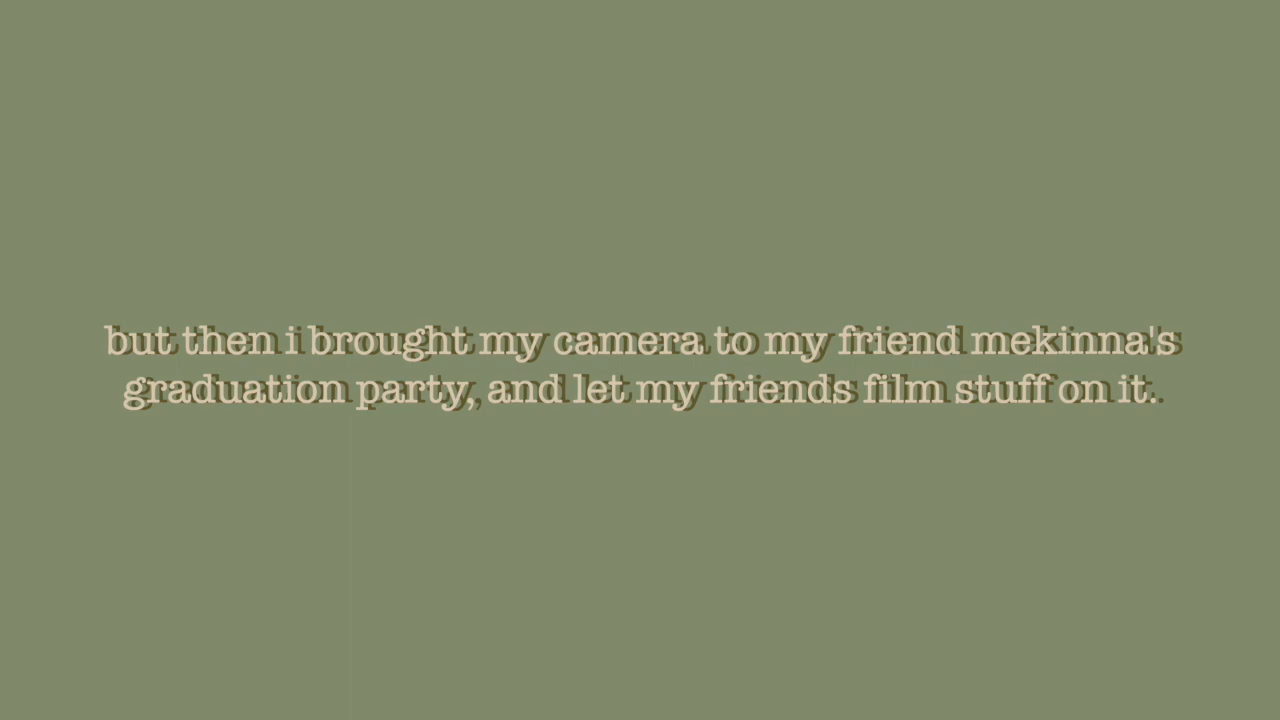 but then i brought my camera to my friend mekinna's
graduation party, and let my friends film stuff on it.